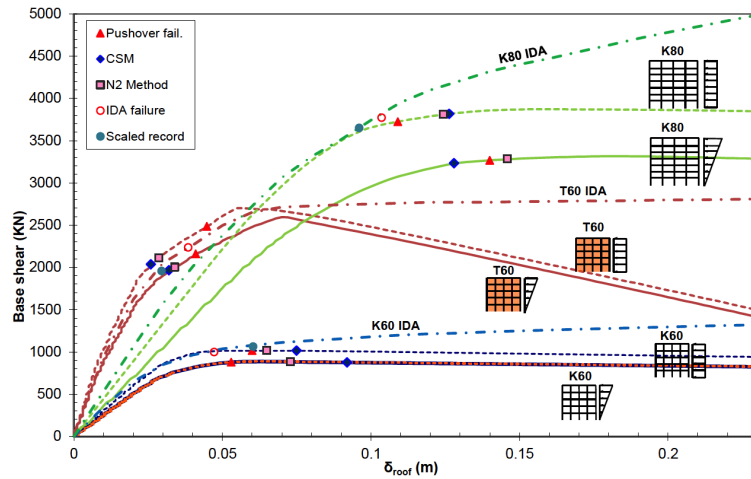 5000
4500
4000
3500
3000
2500
2000
1500
1000
500
0
Base shear (KN)
Pushover fail.
CSM
N2 Method
IDA failure
Scaled record
K80 IDA
K80
K80
T60 IDA
T60
T60
K60 IDA
K60
K60
0
0.05
0.1
0.15
0.2
δroof (m)